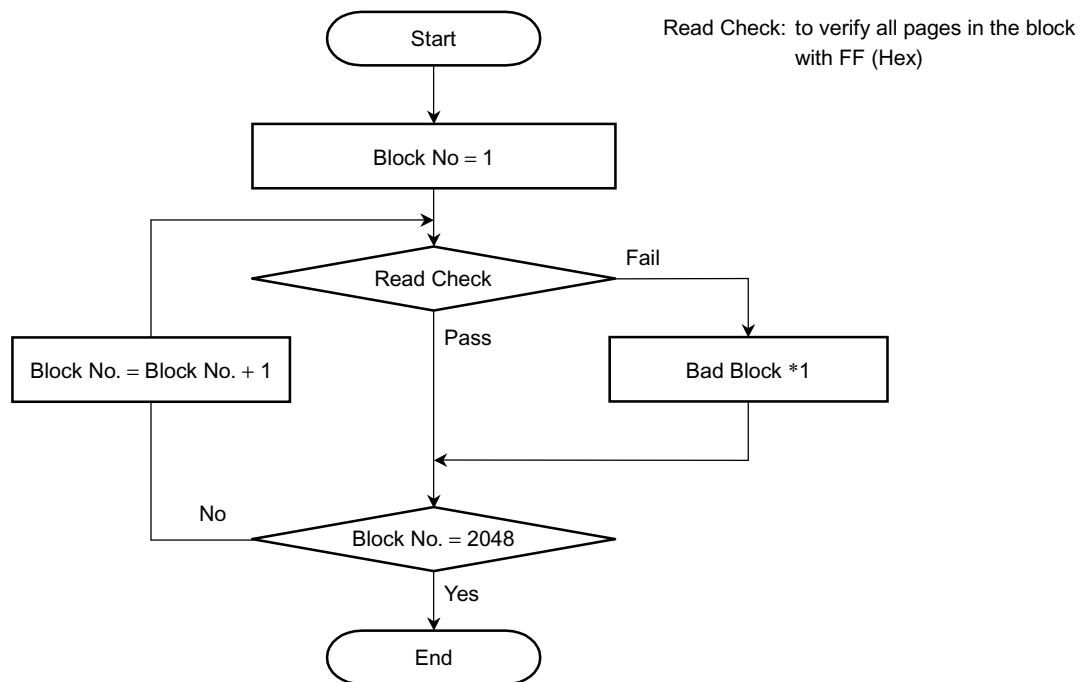 Start
Read Check: to verify all pages in the block
with FF (Hex)
Block No = 1
Read Check
Fail
Pass
Block No. = Block No. + 1
Bad Block *1
No
Block No. = 2048
Yes
End